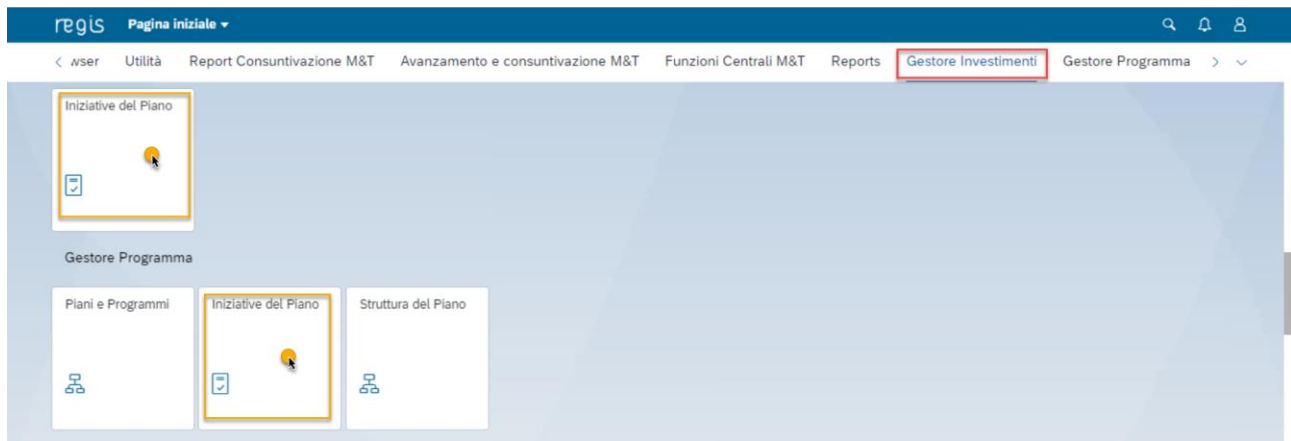 regis Pagina iniziale
wser Utilità Report Consuntivazione M&T Avanzamento e consuntivazione M&T Funzioni Centrali M&T Reports Gestore Investimenti Gestore Programma
Iniziative del Piano
Gestore Programma
Piani e Programmi Iniziative del Piano Struttura del Piano